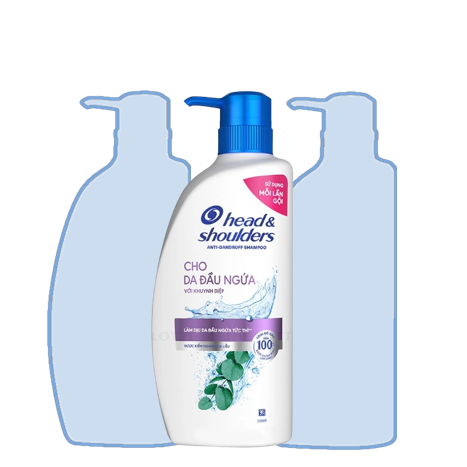 SỬ DỤNG
MỖI LẦN
GỘI
head &
shoulders
ANTI-DANDRUFF SHAMPOO
CHO
DA ĐẦU NGỨA
VỚI KHUYNH DIỆP
LÀM DỊU DA ĐẦU NGỨA TỨC THÌ
100